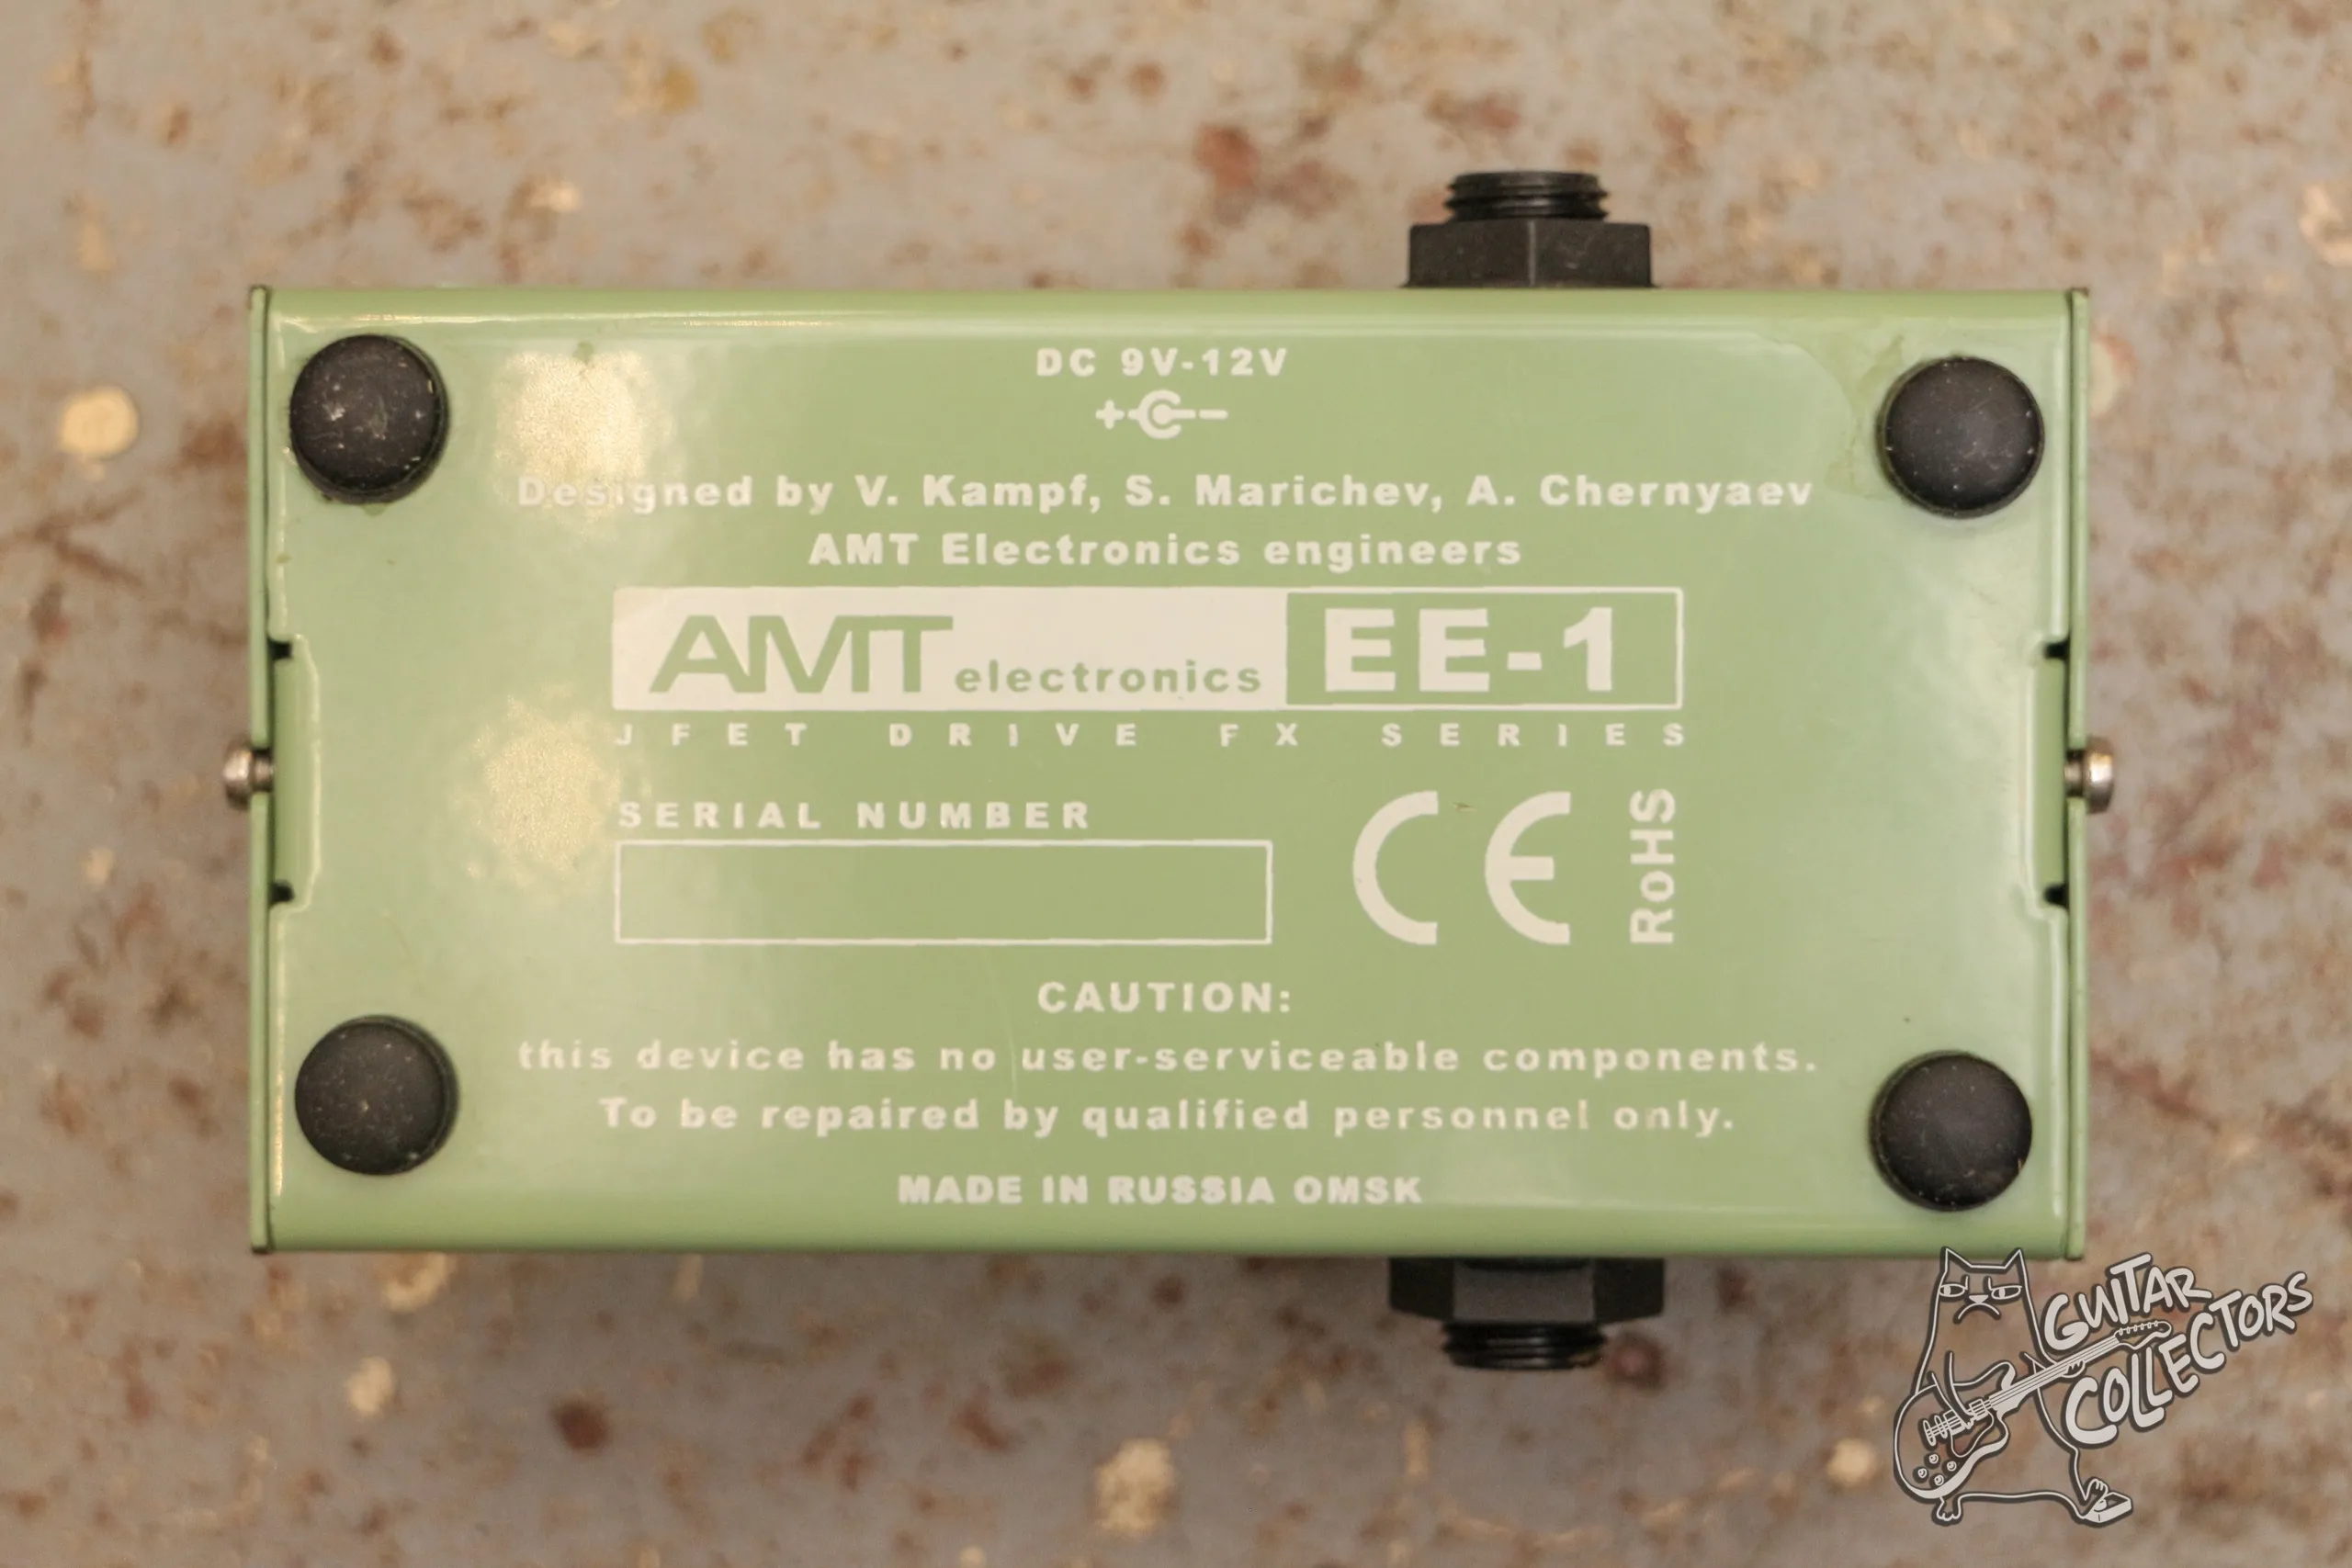 DC 9V-12V
+ -
Designed by V. Kampf, S. Marichev, A. Chernyaev
AMT Electronics engineers
AMT electronics EE-1
JFET DRIVE FX SERIES
SERIAL NUMBER
CE RoHS
CAUTION:
this device has no user-serviceable components.
To be repaired by qualified personnel only.
MADE IN RUSSIA OMSK
GUITAR
COLLECTORS